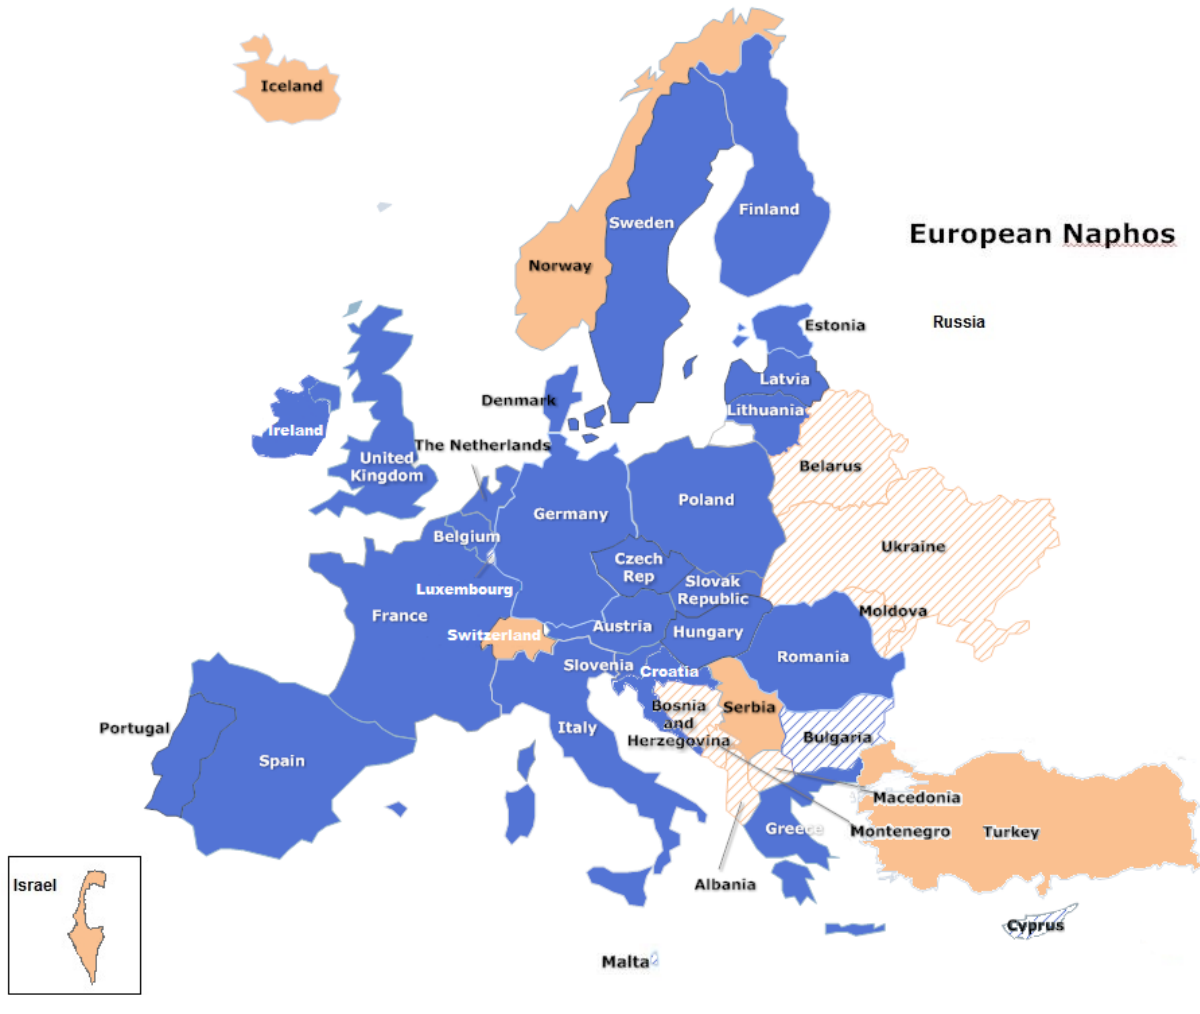 Iceland
Finland
Sweden
European Naphos
Norway
Russia
Estonia
Latvia
Denmark
Lithuania
Ireland
The Netherlands
United
Kingdom
Belarus
Poland
Germany
Belgium
Ukraine
Czech
Rep
Slovak
Republic
Luxembourg
France
Moldova
Austria
Hungary
Switzerland
Romania
Slovenia
Croatia
Bosnia
and
Herzegovina
Serbia
Portugal
Italy
Bulgaria
Spain
Macedonia
Greece
Montenegro
Turkey
Israel
Albania
Cyprus
Malta